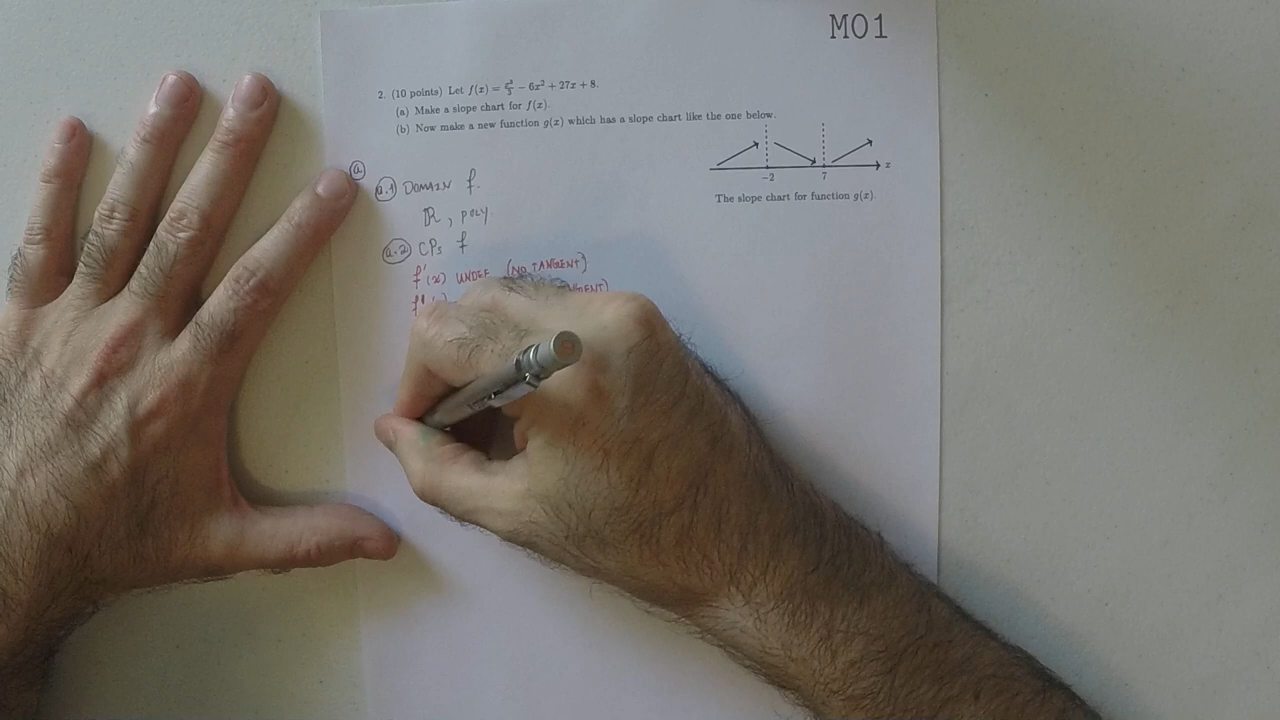 M01
2. (10 points) Let f(x) = x³/3 − 6x² + 27x + 8.
(a) Make a slope chart for f(x).
(b) Now make a new function g(x) which has a slope chart like the one below.
x
−2 7
The slope chart for function g(x).
a
a.1 DOMAIN f.
ℝ, POLY.
a.2 CPs f
f'(x) UNDEF (NO TANGENT)